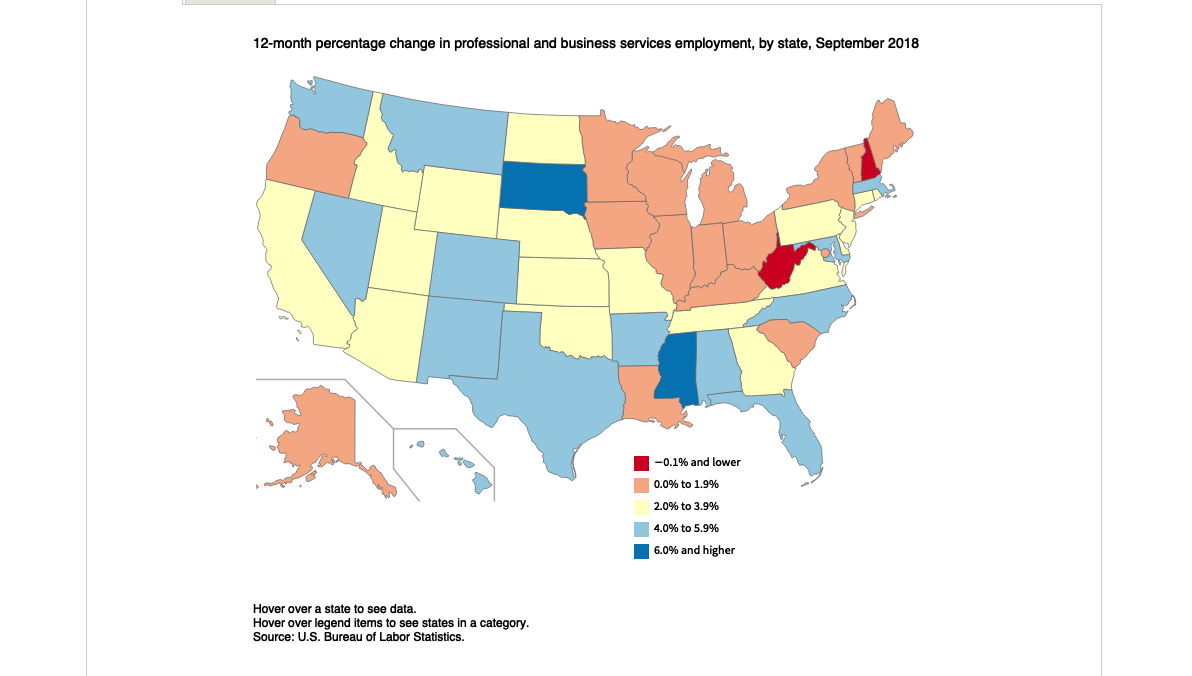 12-month percentage change in professional and business services employment, by state, September 2018
−0.1% and lower
0.0% to 1.9%
2.0% to 3.9%
4.0% to 5.9%
6.0% and higher
Hover over a state to see data.
Hover over legend items to see states in a category.
Source: U.S. Bureau of Labor Statistics.